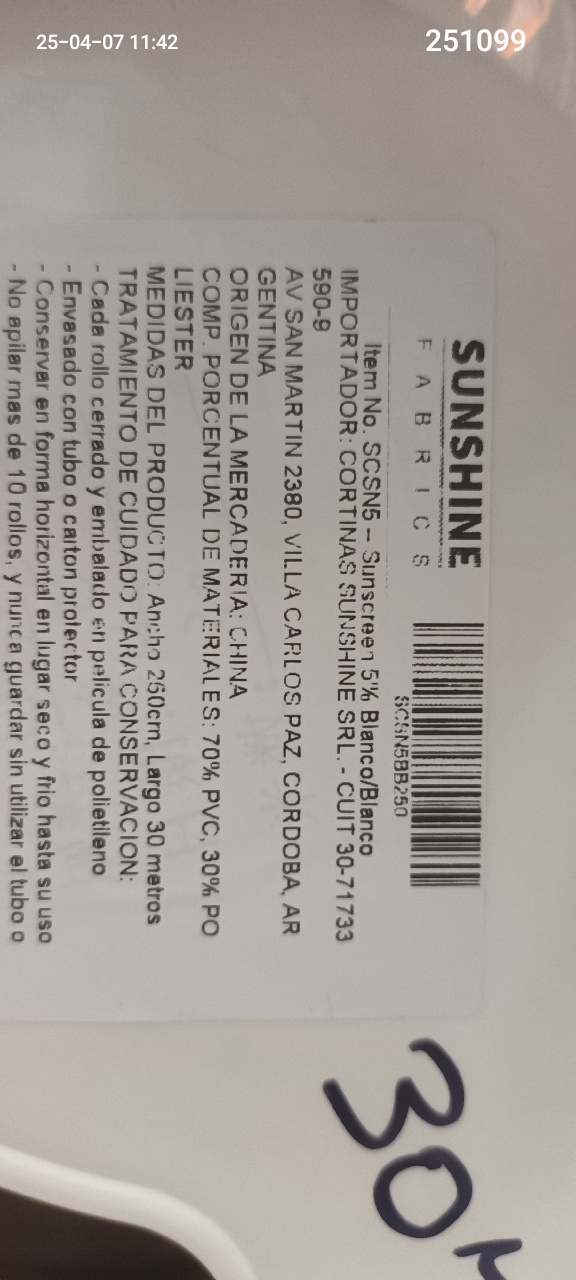 25-04-07 11:42
251099
SUNSHINE
FABRICS
SCSN5BB250
Item No. SCSN5 – Sunscreen 5% Blanco/Blanco
IMPORTADOR: CORTINAS SUNSHINE SRL. - CUIT 30-71733
590-9
AV SAN MARTIN 2380, VILLA CARLOS PAZ, CORDOBA, AR
GENTINA
ORIGEN DE LA MERCADERIA: CHINA
COMP. PORCENTUAL DE MATERIALES: 70% PVC, 30% PO
LIESTER
MEDIDAS DEL PRODUCTO: Ancho 250cm, Largo 30 metros
TRATAMIENTO DE CUIDADO PARA CONSERVACION:
- Cada rollo cerrado y embalado en pelicula de polietileno
- Envasado con tubo o carton protector
- Conservar en forma horizontal en lugar seco y frio hasta su uso
- No apilar mas de 10 rollos, y nunca guardar sin utilizar el tubo o
30